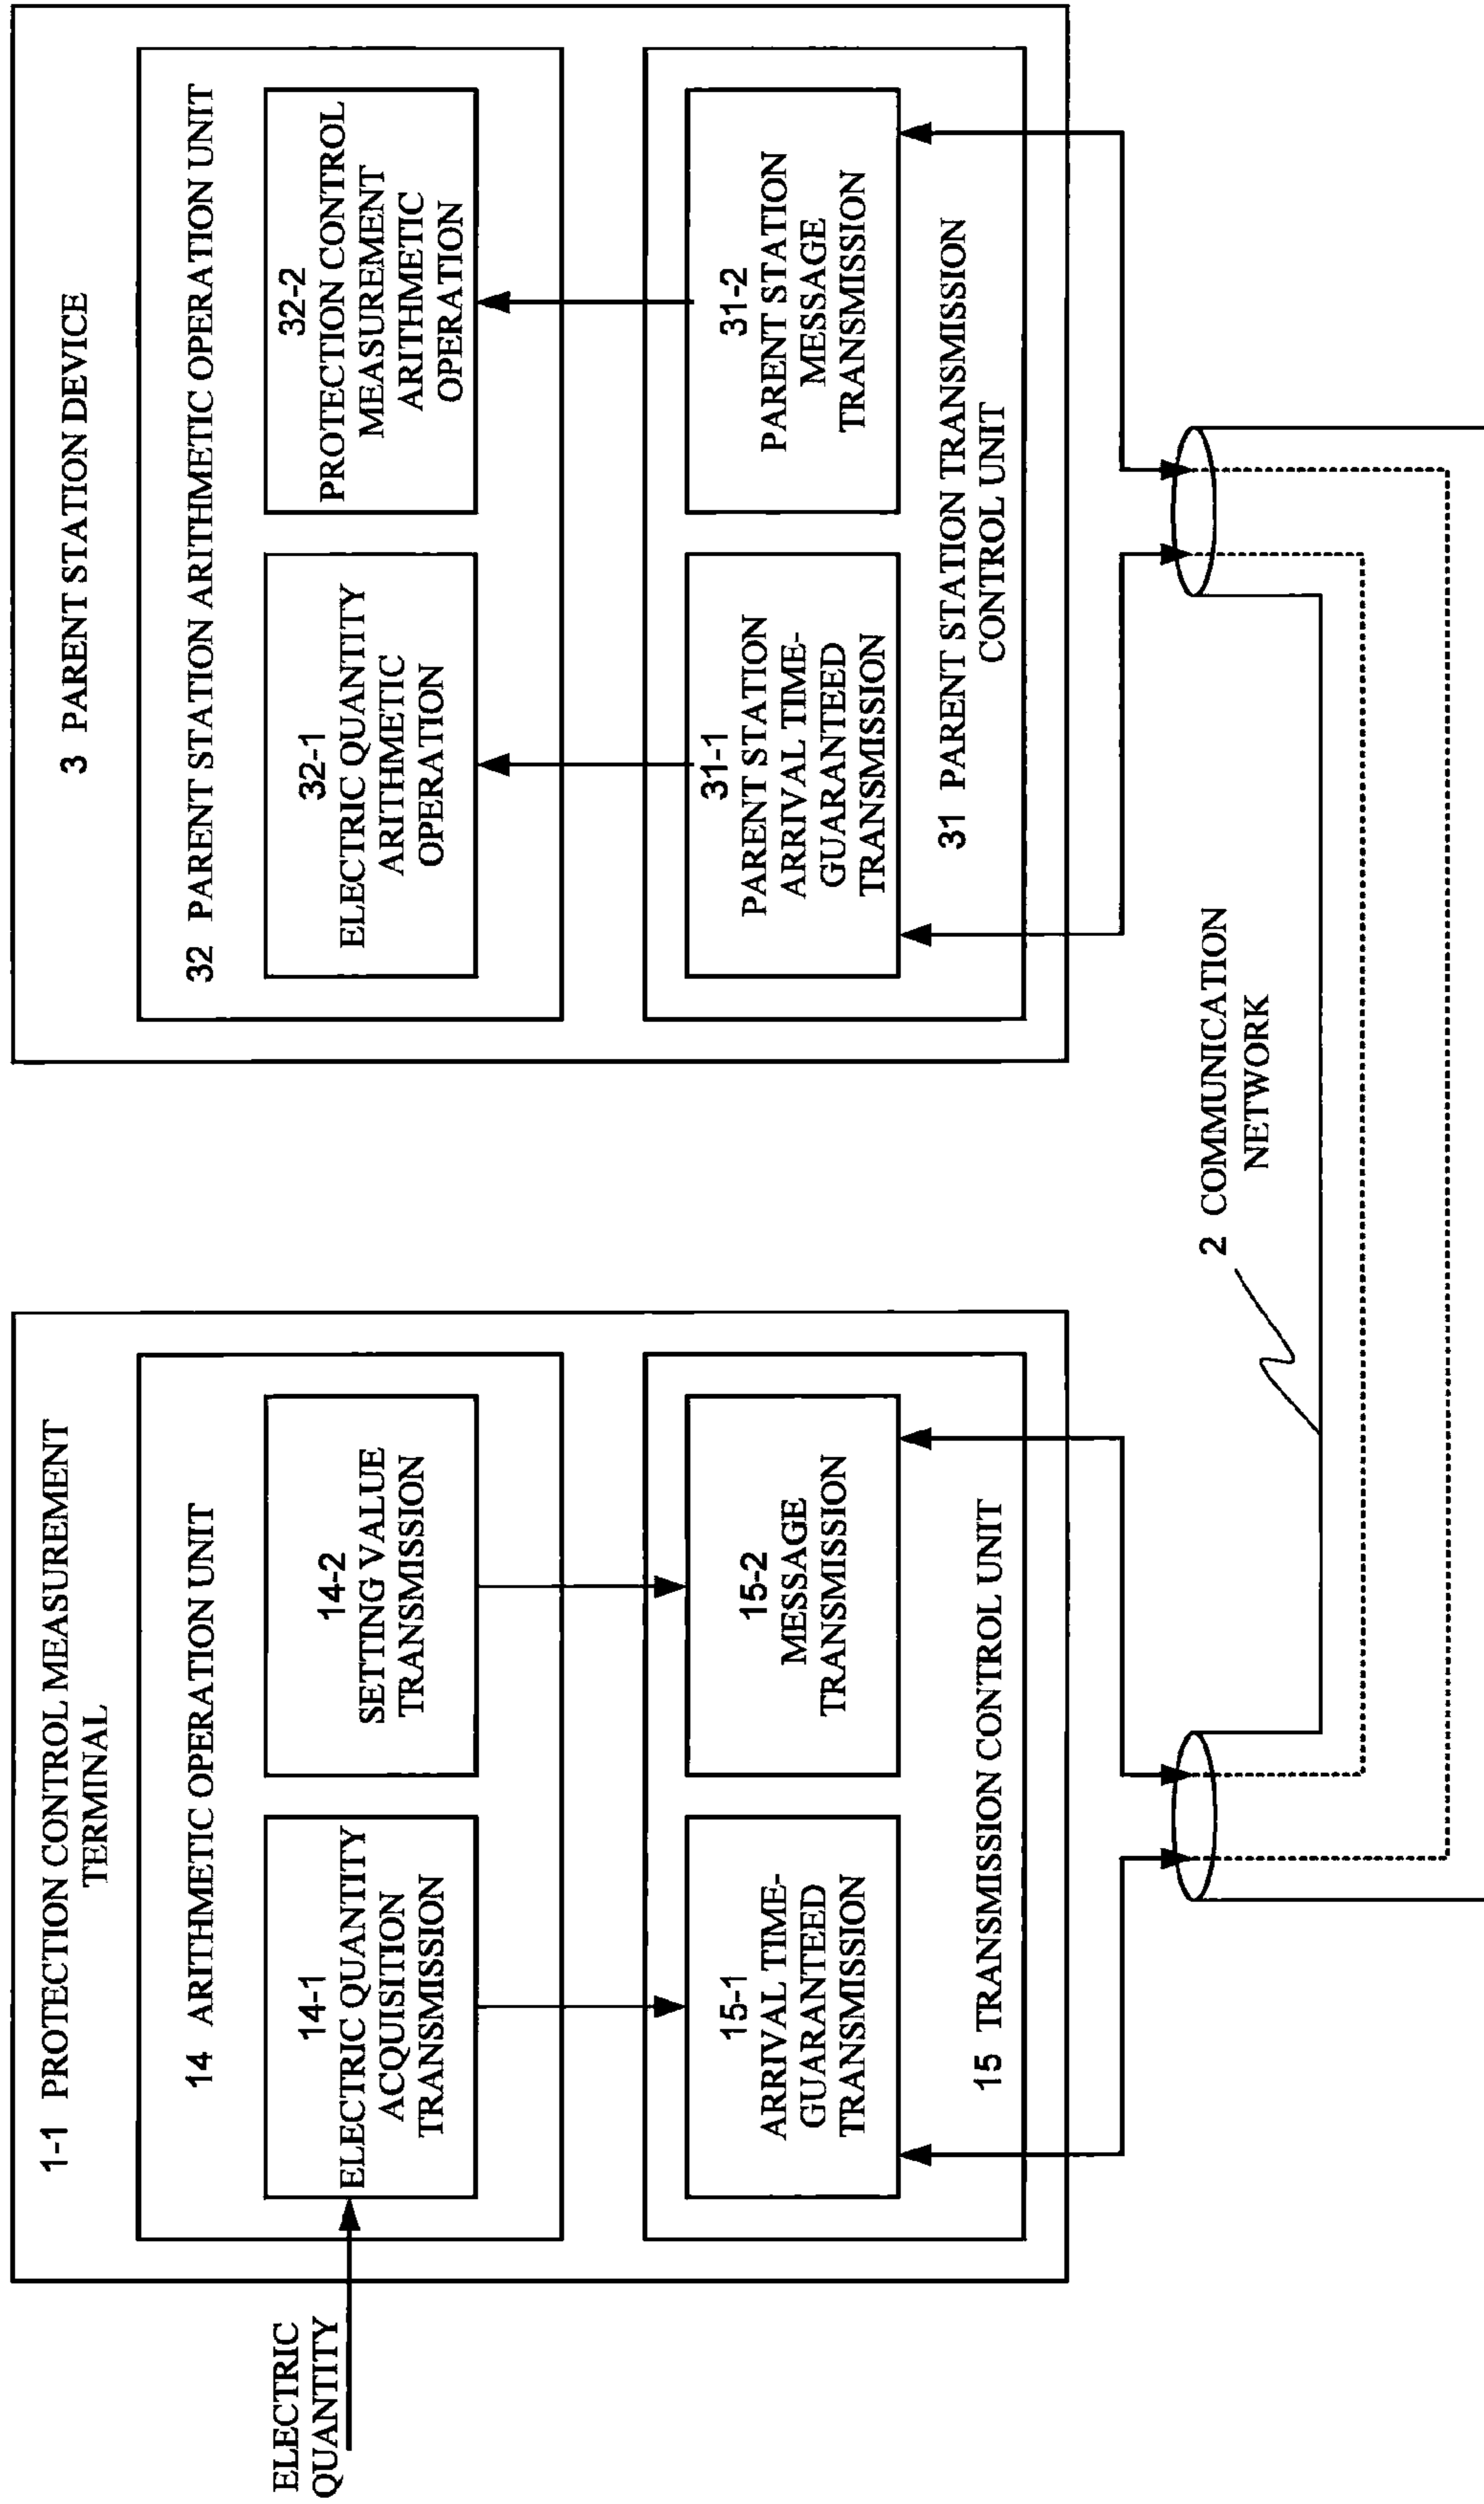 ELECTRIC
QUANTITY
1-1 PROTECTION CONTROL MEASUREMENT
TERMINAL
14 ARITHMETIC OPERATION UNIT
14-1
ELECTRIC QUANTITY
ACQUISITION
TRANSMISSION
14-2
SETTING VALUE
TRANSMISSION
15-1
ARRIVAL TIME-
GUARANTEED
TRANSMISSION
15-2
MESSAGE
TRANSMISSION
15 TRANSMISSION CONTROL UNIT
2 COMMUNICATION
NETWORK
3 PARENT STATION DEVICE
32 PARENT STATION ARITHMETIC OPERATION UNIT
32-1
ELECTRIC QUANTITY
ARITHMETIC
OPERATION
32-2
PROTECTION CONTROL
MEASUREMENT
ARITHMETIC
OPERATION
31-1
PARENT STATION
ARRIVAL TIME-
GUARANTEED
TRANSMISSION
31-2
PARENT STATION
MESSAGE
TRANSMISSION
31 PARENT STATION TRANSMISSION
CONTROL UNIT